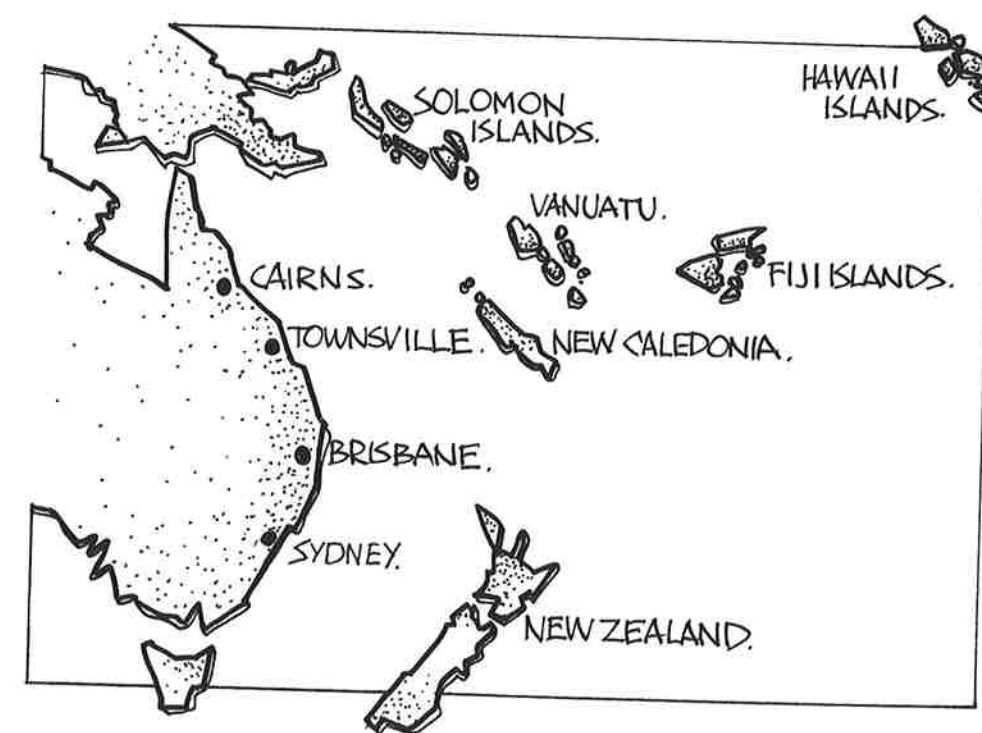 SOLOMON
ISLANDS.
HAWAII
ISLANDS.
VANUATU.
CAIRNS.
FIJI ISLANDS.
TOWNSVILLE.
NEW CALEDONIA.
BRISBANE.
SYDNEY.
NEW ZEALAND.